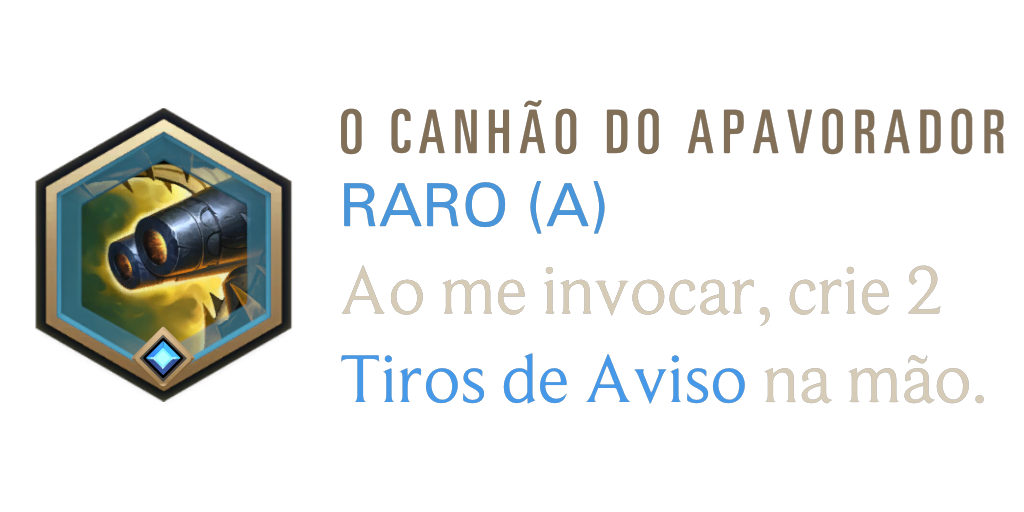 O CANHÃO DO APAVORADOR
RARO (A)
Ao me invocar, crie 2
Tiros de Aviso na mão.